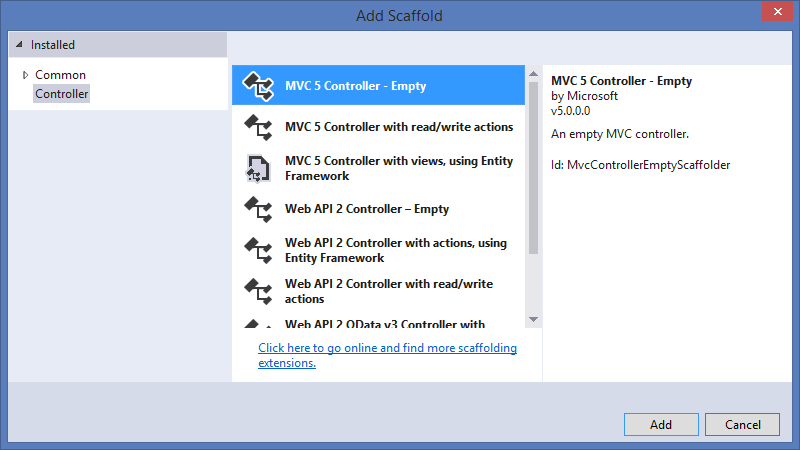 Add Scaffold
Installed
Common
Controller
MVC 5 Controller - Empty
MVC 5 Controller with read/write actions
MVC 5 Controller with views, using Entity
Framework
Web API 2 Controller – Empty
Web API 2 Controller with actions, using
Entity Framework
Web API 2 Controller with read/write
actions
Web API 2 OData v3 Controller with
Click here to go online and find more scaffolding
extensions.
MVC 5 Controller - Empty
by Microsoft
v5.0.0.0
An empty MVC controller.
Id: MvcControllerEmptyScaffolder
Add
Cancel